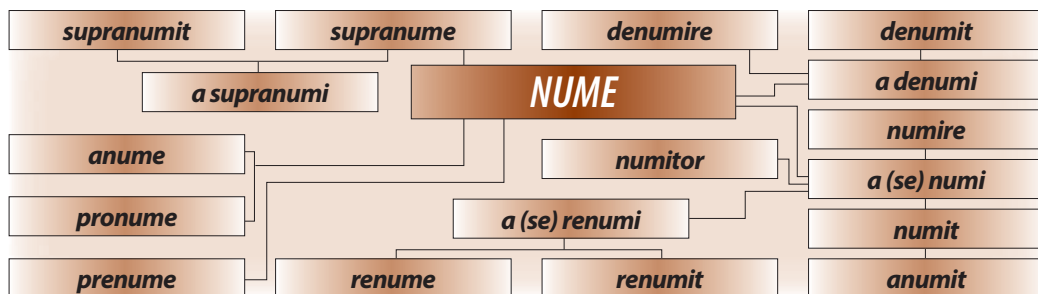 supranumit
supranume
denumire
denumit
a supranumi
NUME
a denumi
anume
numitor
numire
a (se) numi
pronume
a (se) renumi
numit
prenume
renume
renumit
anumit